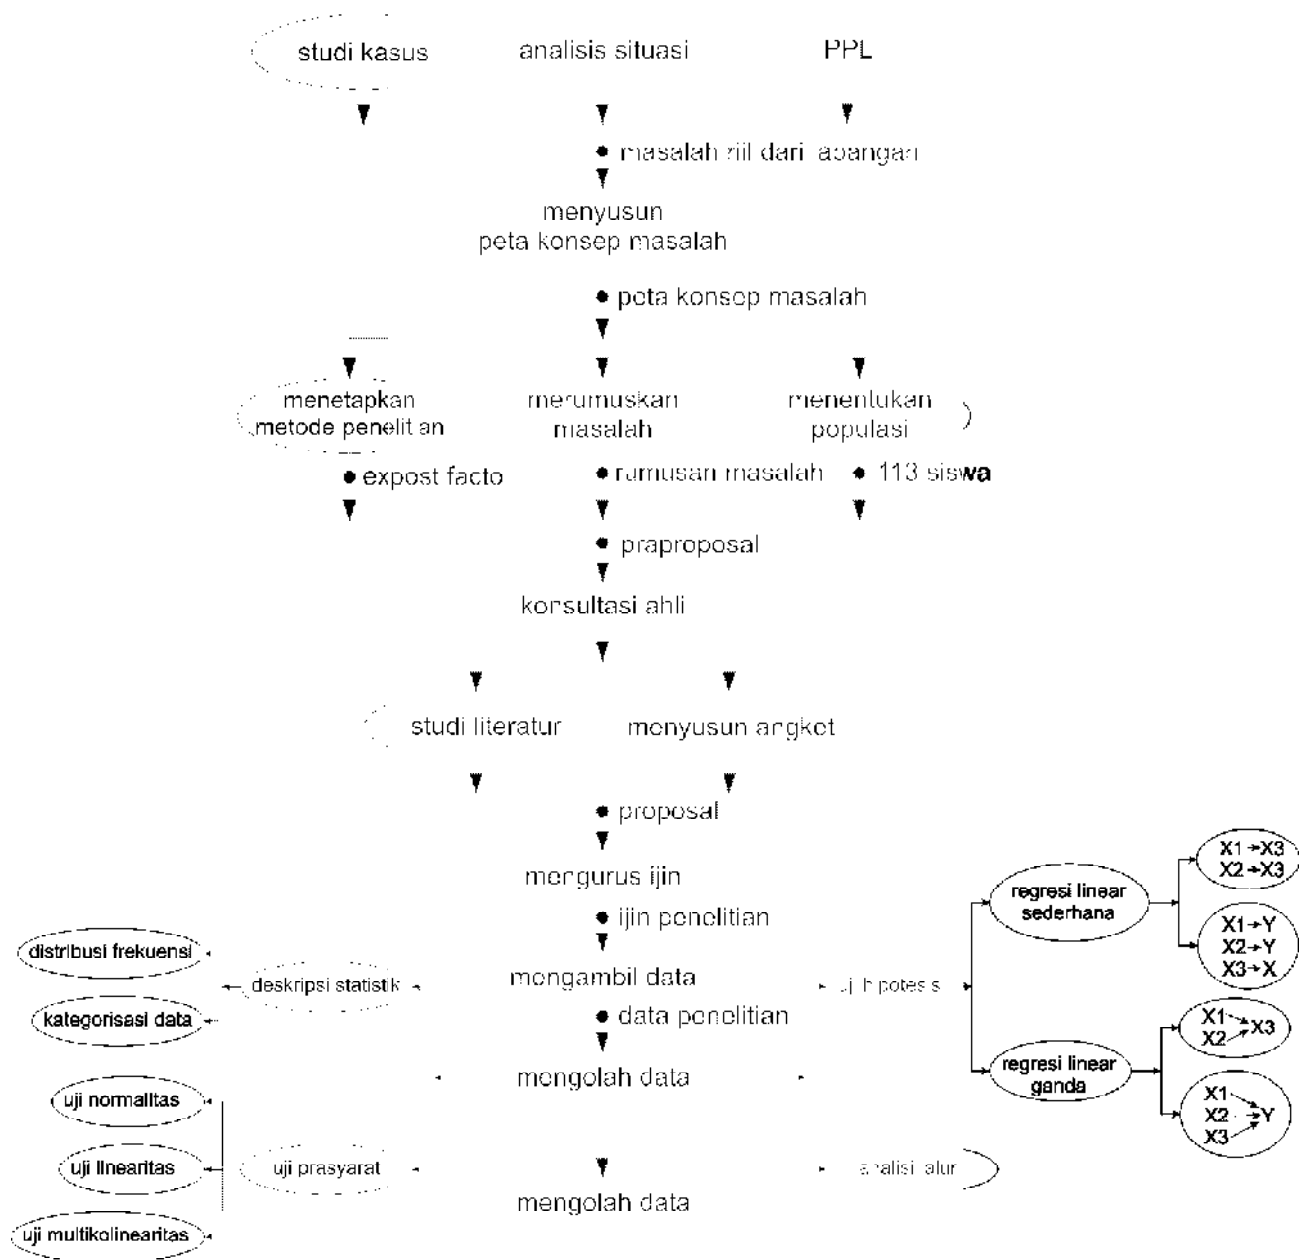 studi kasus
analisis situasi
PPL
masalah riil dari lapangan
menyusun
peta konsep masalah
peta konsep masalah
menetapkan
metode penelitian
merumuskan
masalah
menentukan
populasi
expost facto
rumusan masalah
113 siswa
praproposal
konsultasi ahli
studi literatur
menyusun angket
proposal
mengurus ijin
ijin penelitian
mengambil data
data penelitian
mengolah data
mengolah data
deskripsi statistik
distribusi frekuensi
kategorisasi data
uji prasyarat
uji normalitas
uji linearitas
uji multikolinearitas
uji hipotesis
regresi linear
sederhana
X1→X3
X2→X3
X1→Y
X2→Y
X3→X
regresi linear
ganda
X1
X2 →X3
X1
X2 →Y
X3
analisi jalur